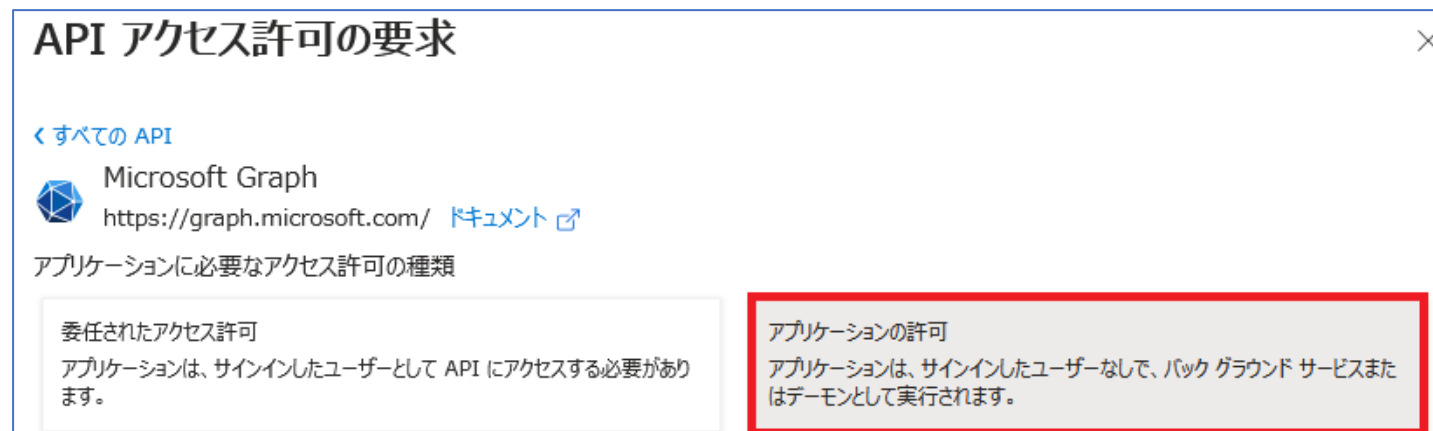 API アクセス許可の要求
すべての API
Microsoft Graph
https://graph.microsoft.com/ ドキュメント
アプリケーションに必要なアクセス許可の種類
委任されたアクセス許可
アプリケーションは、サインインしたユーザーとして API にアクセスする必要があり
ます。
アプリケーションの許可
アプリケーションは、サインインしたユーザーなしで、バック グラウンド サービスまた
はデーモンとして実行されます。